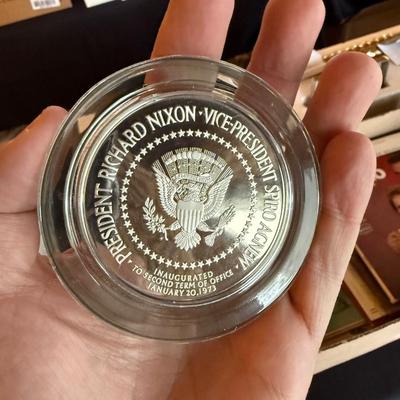 PRESIDENT RICHARD NIXON · VICE-PRESIDENT SPIRO AGNEW ·
INAUGURATED
TO SECOND TERM OF OFFICE
JANUARY 20, 1973